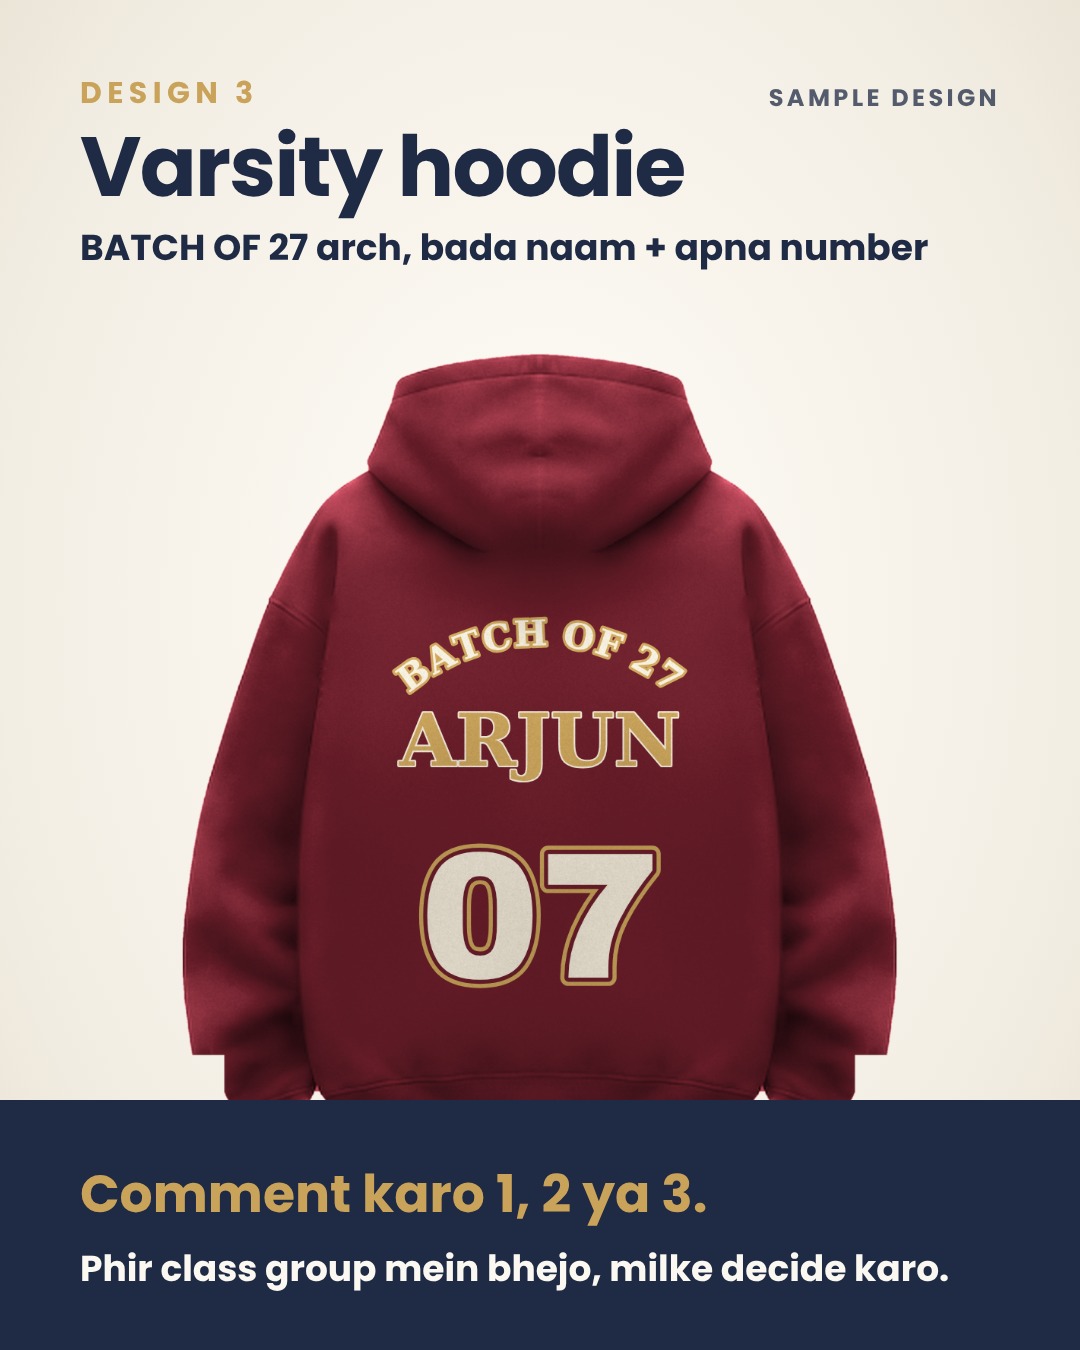 DESIGN 3
SAMPLE DESIGN
Varsity hoodie
BATCH OF 27 arch, bada naam + apna number
BATCH OF 27
ARJUN
07
Comment karo 1, 2 ya 3.
Phir class group mein bhejo, milke decide karo.